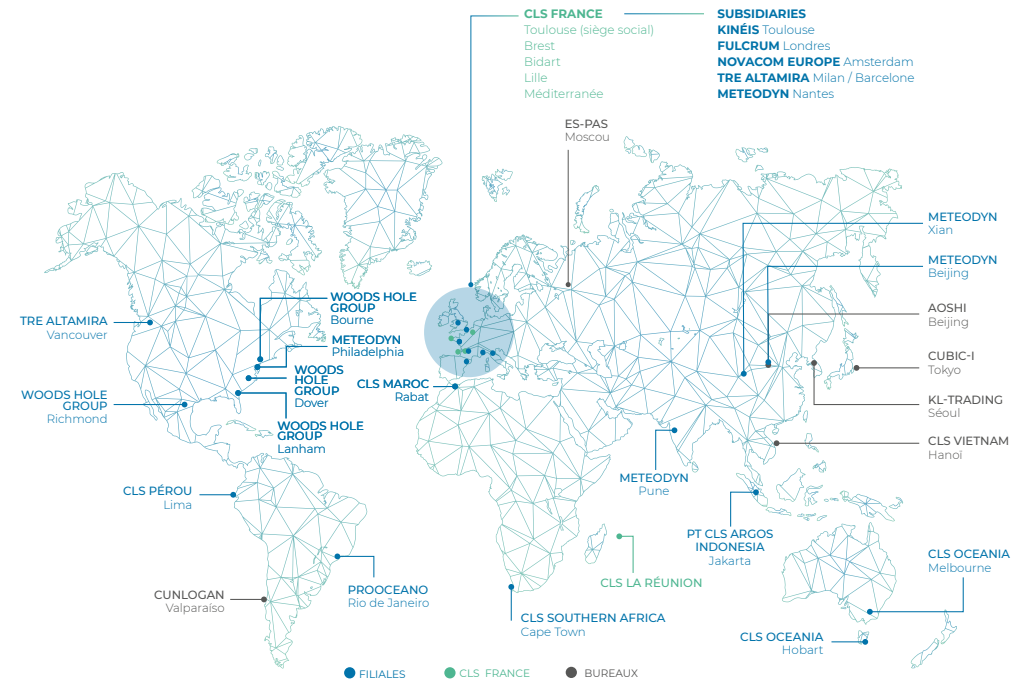 CLS FRANCE
Toulouse (siège social)
Brest
Bidart
Lille
Méditerranée
SUBSIDIARIES
KINÉIS Toulouse
FULCRUM Londres
NOVACOM EUROPE Amsterdam
TRE ALTAMIRA Milan / Barcelone
METEODYN Nantes
ES-PAS
Moscou
METEODYN
Xian
METEODYN
Beijing
AOSHI
Beijing
CUBIC-I
Tokyo
KL-TRADING
Séoul
CLS VIETNAM
Hanoï
TRE ALTAMIRA
Vancouver
WOODS HOLE
GROUP
Bourne
METEODYN
Philadelphia
WOODS
HOLE
GROUP
Dover
CLS MAROC
Rabat
WOODS HOLE
GROUP
Richmond
WOODS HOLE
GROUP
Lanham
METEODYN
Pune
CLS PÉROU
Lima
PT CLS ARGOS
INDONESIA
Jakarta
CLS OCEANIA
Melbourne
CLS LA RÉUNION
PROOCEANO
Rio de Janeiro
CUNLOGAN
Valparaíso
CLS SOUTHERN AFRICA
Cape Town
CLS OCEANIA
Hobart
FILIALES
CLS FRANCE
BUREAUX